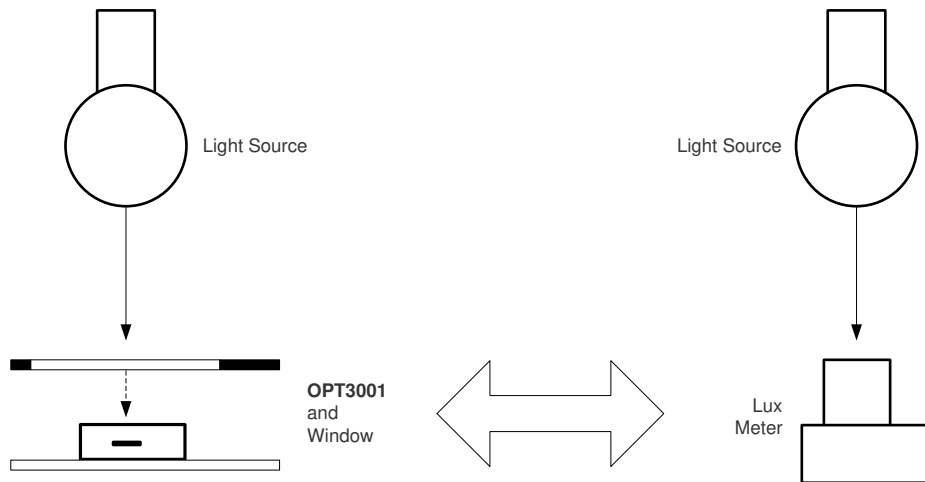 Light Source
Light Source
OPT3001
and
Window
Lux
Meter